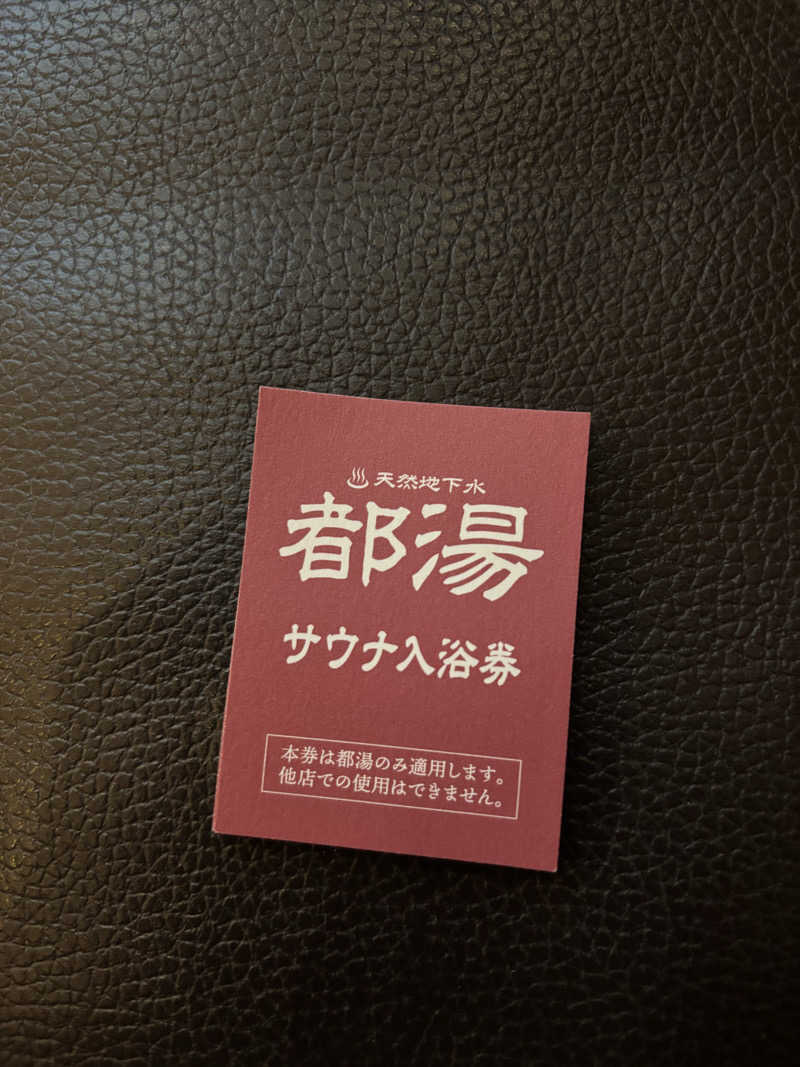 ♨天然地下水
都湯
サウナ入浴券
本券は都湯のみ適用します。
他店での使用はできません。